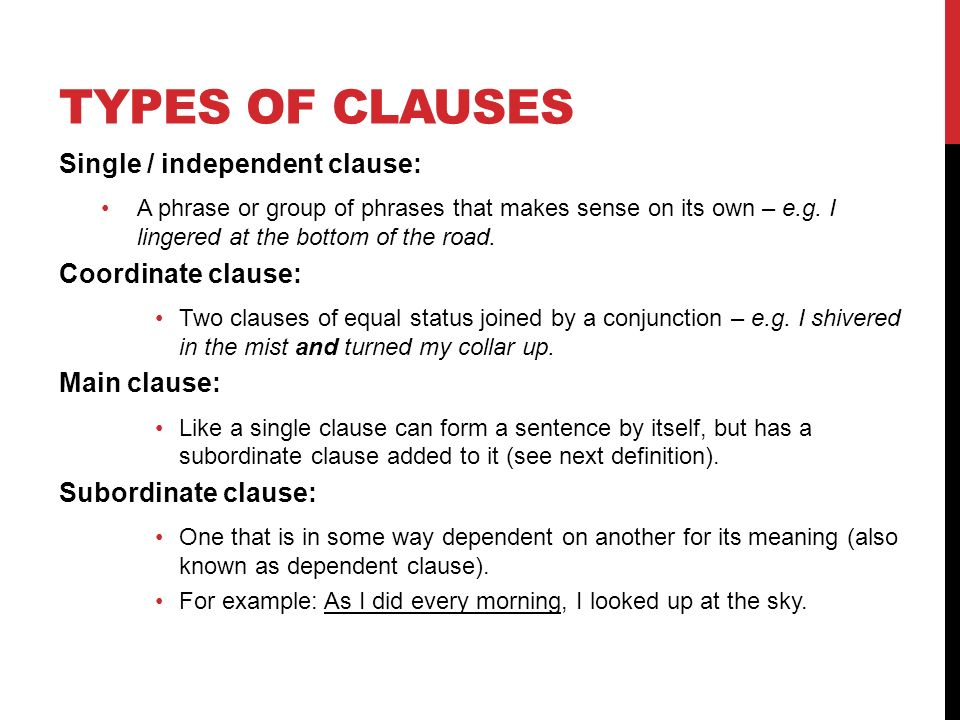 TYPES OF CLAUSES
Single / independent clause:
• A phrase or group of phrases that makes sense on its own – e.g. I
lingered at the bottom of the road.
Coordinate clause:
• Two clauses of equal status joined by a conjunction – e.g. I shivered
in the mist and turned my collar up.
Main clause:
• Like a single clause can form a sentence by itself, but has a
subordinate clause added to it (see next definition).
Subordinate clause:
• One that is in some way dependent on another for its meaning (also
known as dependent clause).
• For example: As I did every morning, I looked up at the sky.